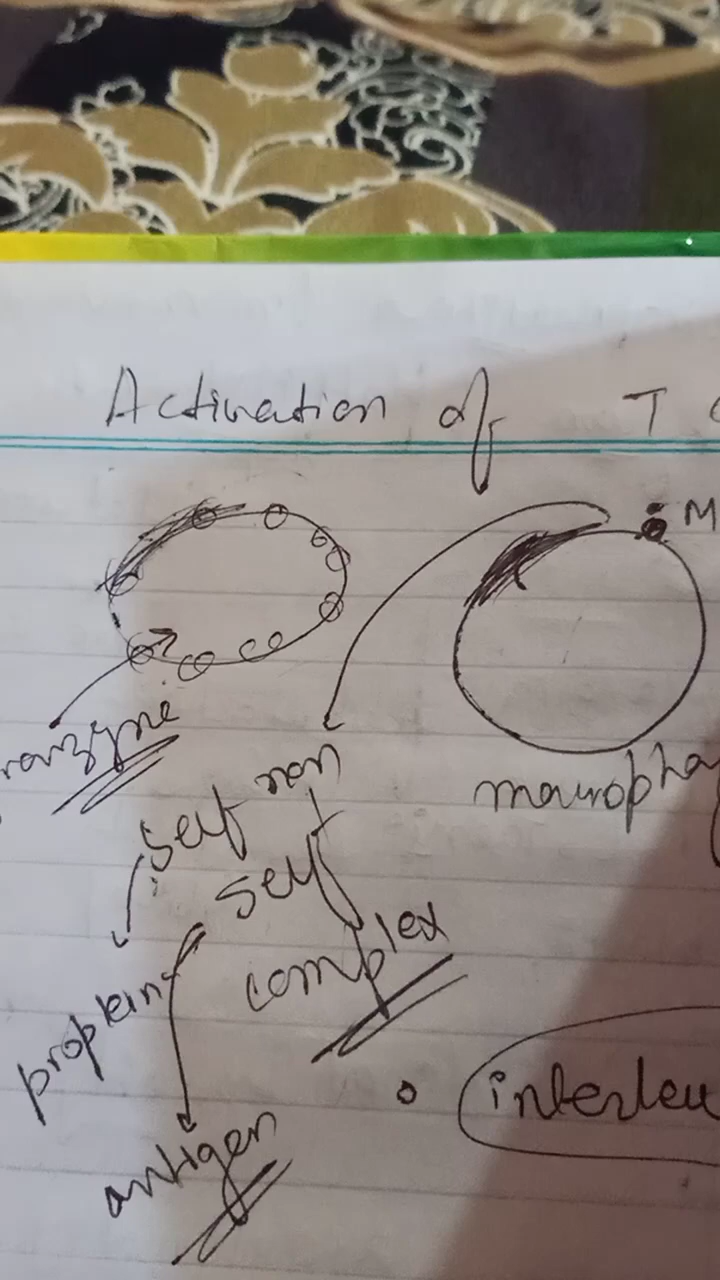 Activation of T
M
ranzyme
macropha
self non
self
complex
protein
interleu
antigen